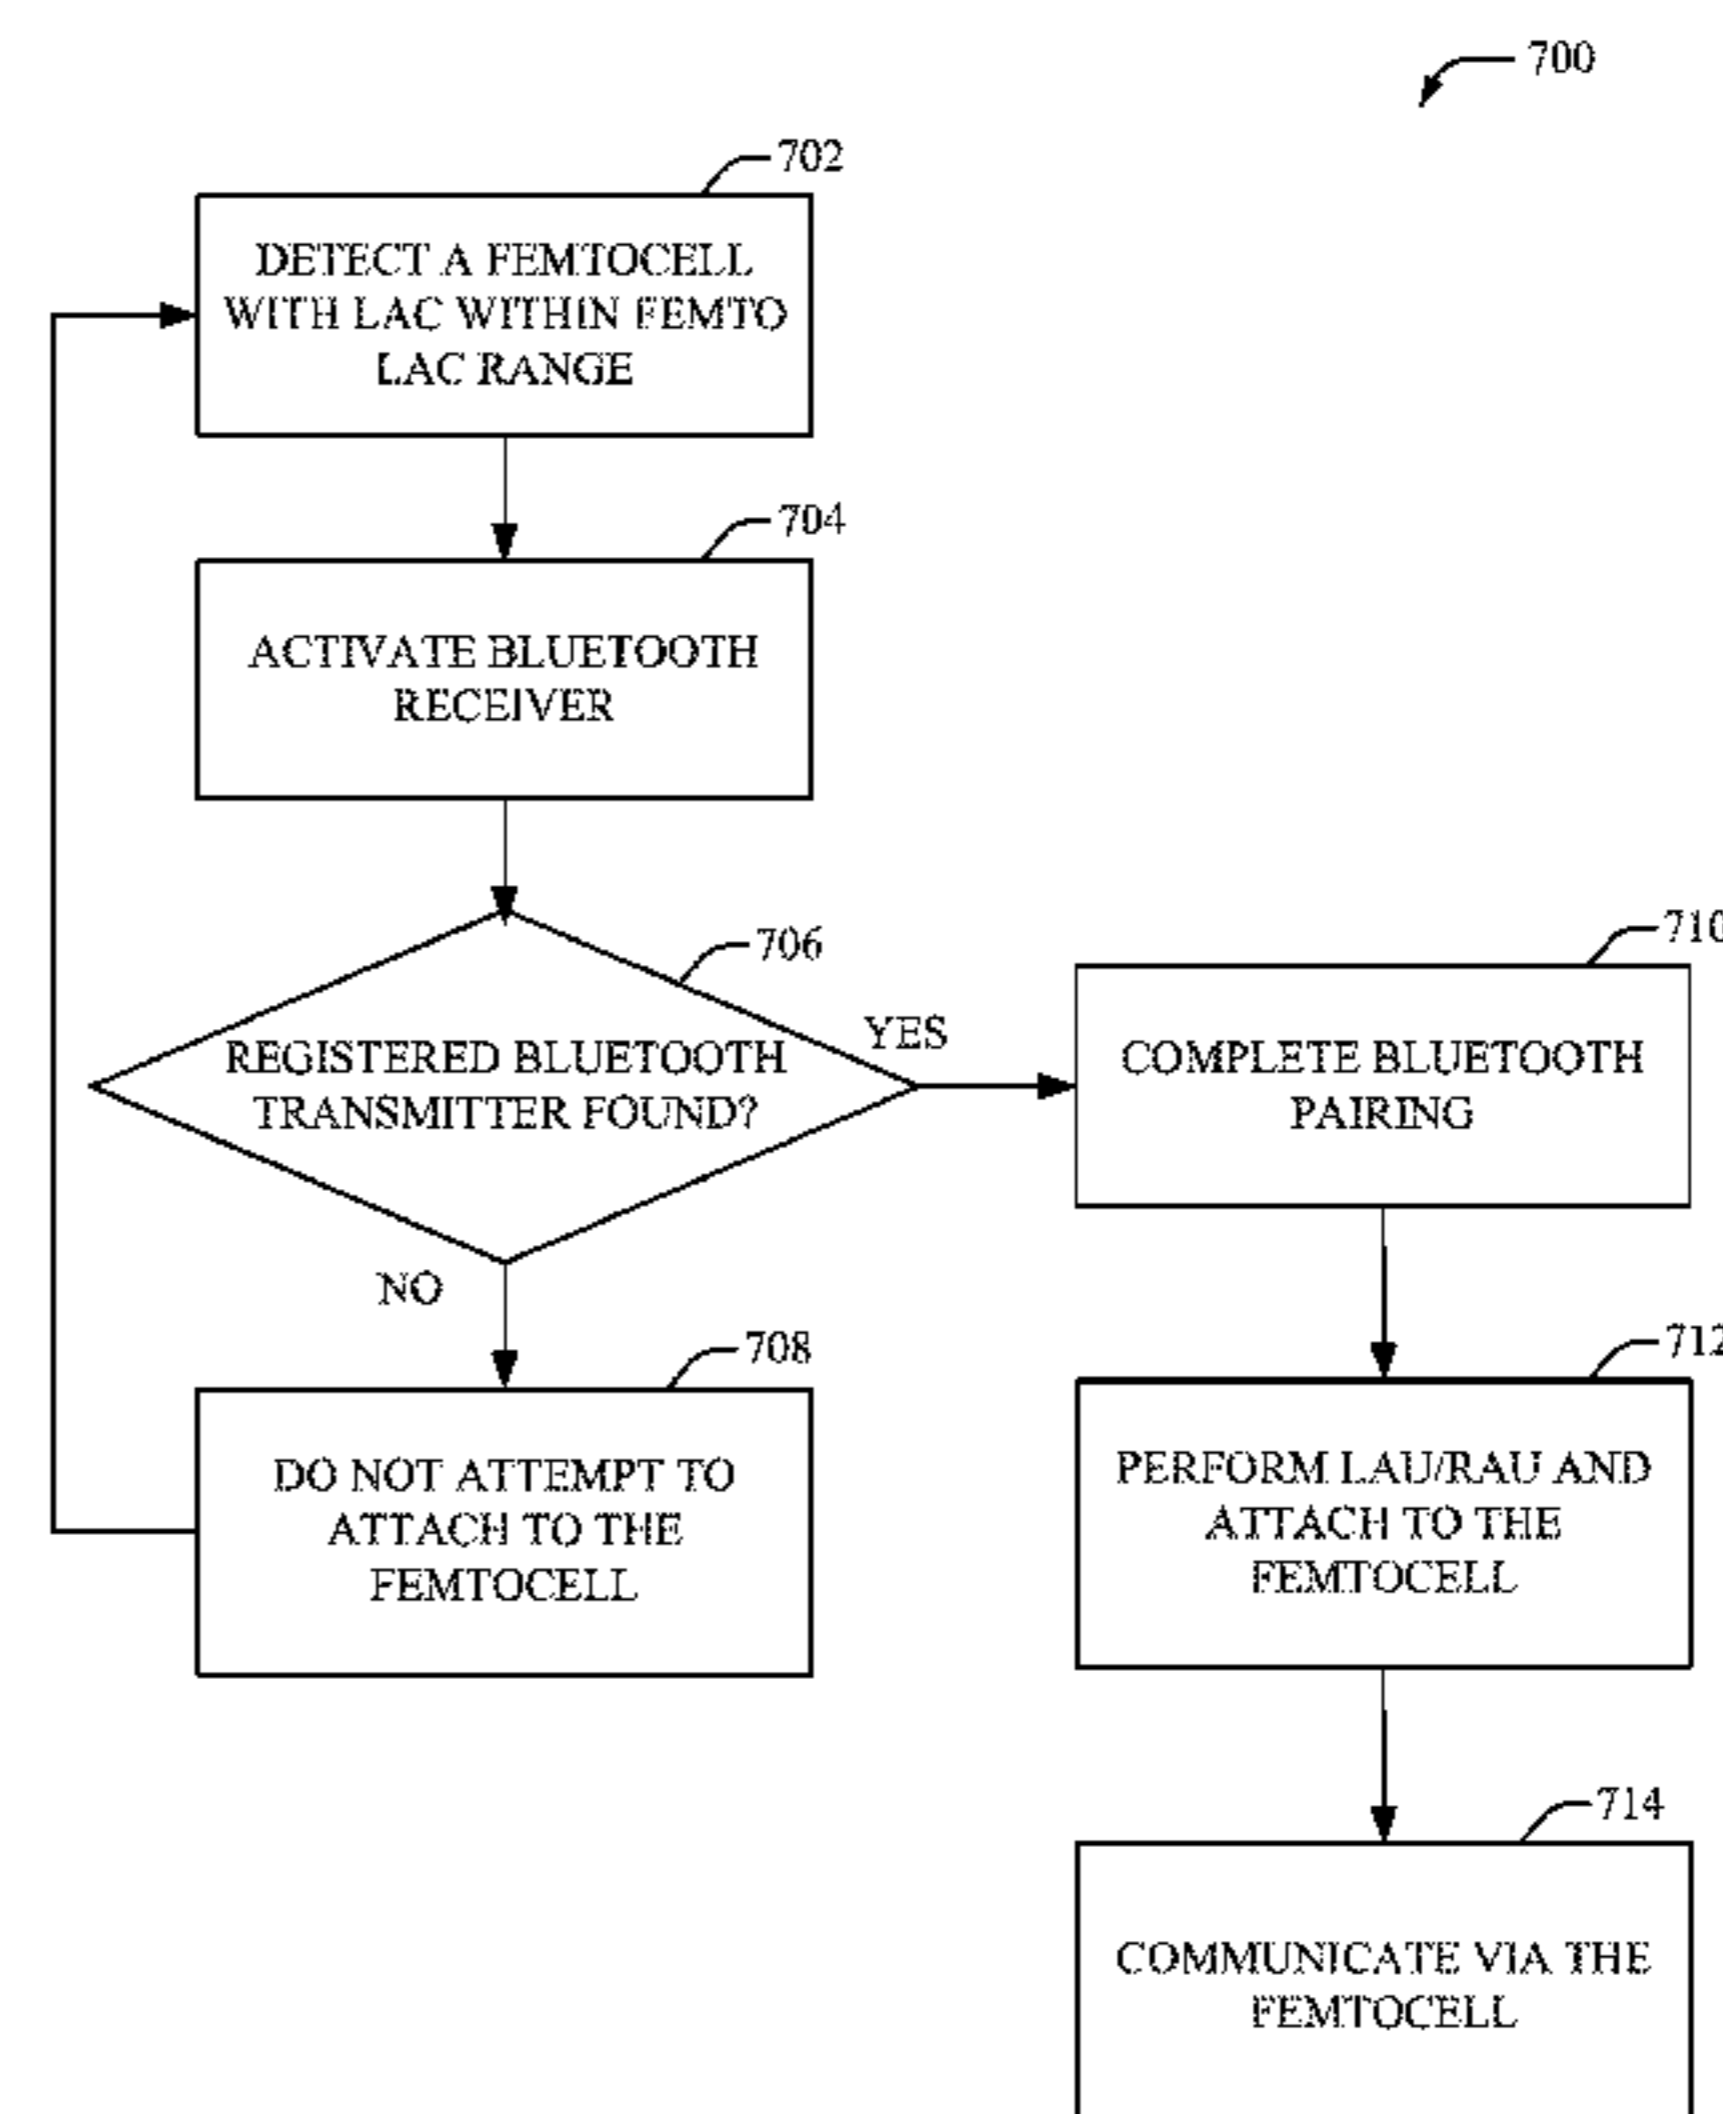 700
702
DETECT A FEMTOCELL
WITH LAC WITHIN FEMTO
LAC RANGE
704
ACTIVATE BLUETOOTH
RECEIVER
706
REGISTERED BLUETOOTH
TRANSMITTER FOUND?
YES
NO
708
DO NOT ATTEMPT TO
ATTACH TO THE
FEMTOCELL
710
COMPLETE BLUETOOTH
PAIRING
712
PERFORM LAU/RAU AND
ATTACH TO THE
FEMTOCELL
714
COMMUNICATE VIA THE
FEMTOCELL